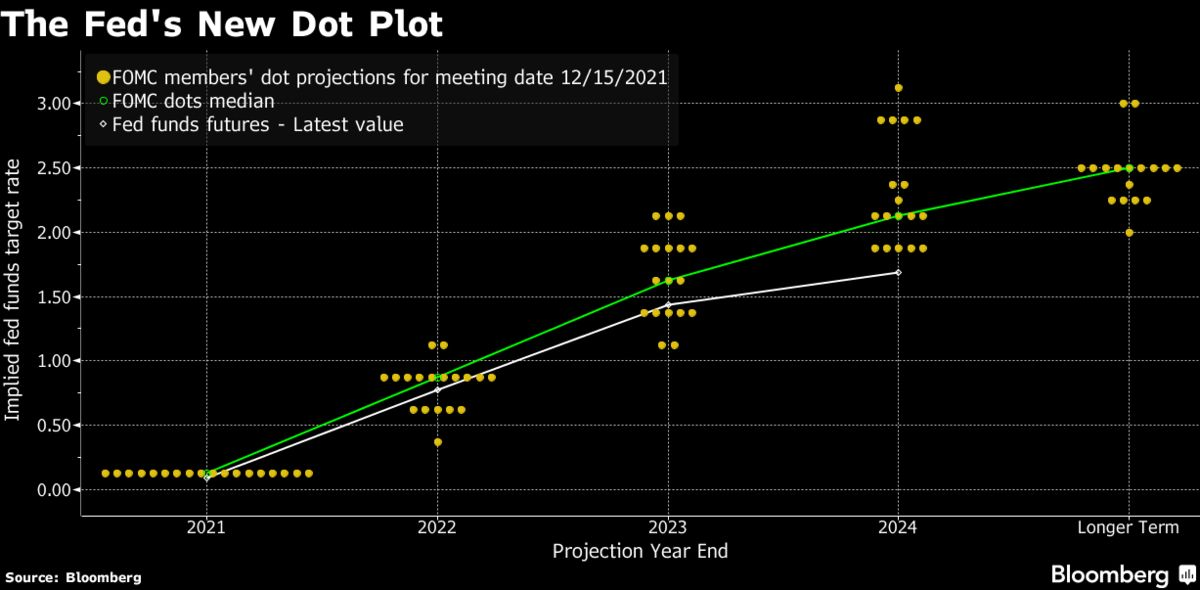 The Fed's New Dot Plot
FOMC members' dot projections for meeting date 12/15/2021
FOMC dots median
Fed funds futures - Latest value
Implied fed funds target rate
3.00
2.50
2.00
1.50
1.00
0.50
0.00
2021 2022 2023 2024 Longer Term
Projection Year End
Source: Bloomberg
Bloomberg